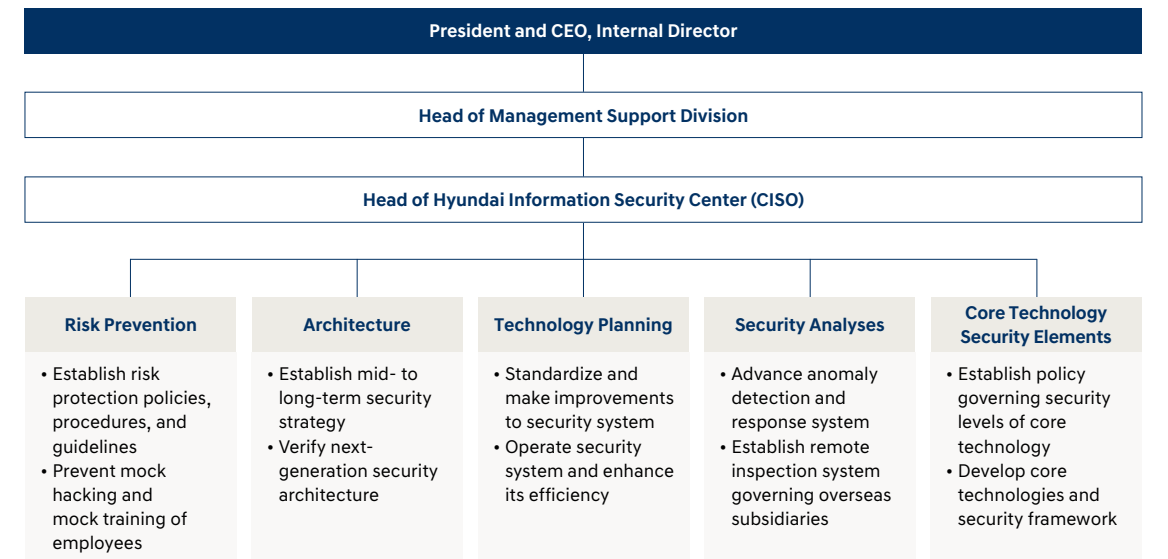 President and CEO, Internal Director
Head of Management Support Division
Head of Hyundai Information Security Center (CISO)
Risk Prevention
• Establish risk
protection policies,
procedures, and
guidelines
• Prevent mock
hacking and
mock training of
employees
Architecture
• Establish mid- to
long-term security
strategy
• Verify next-
generation security
architecture
Technology Planning
• Standardize and
make improvements
to security system
• Operate security
system and enhance
its efficiency
Security Analyses
• Advance anomaly
detection and
response system
• Establish remote
inspection system
governing overseas
subsidiaries
Core Technology
Security Elements
• Establish policy
governing security
levels of core
technology
• Develop core
technologies and
security framework